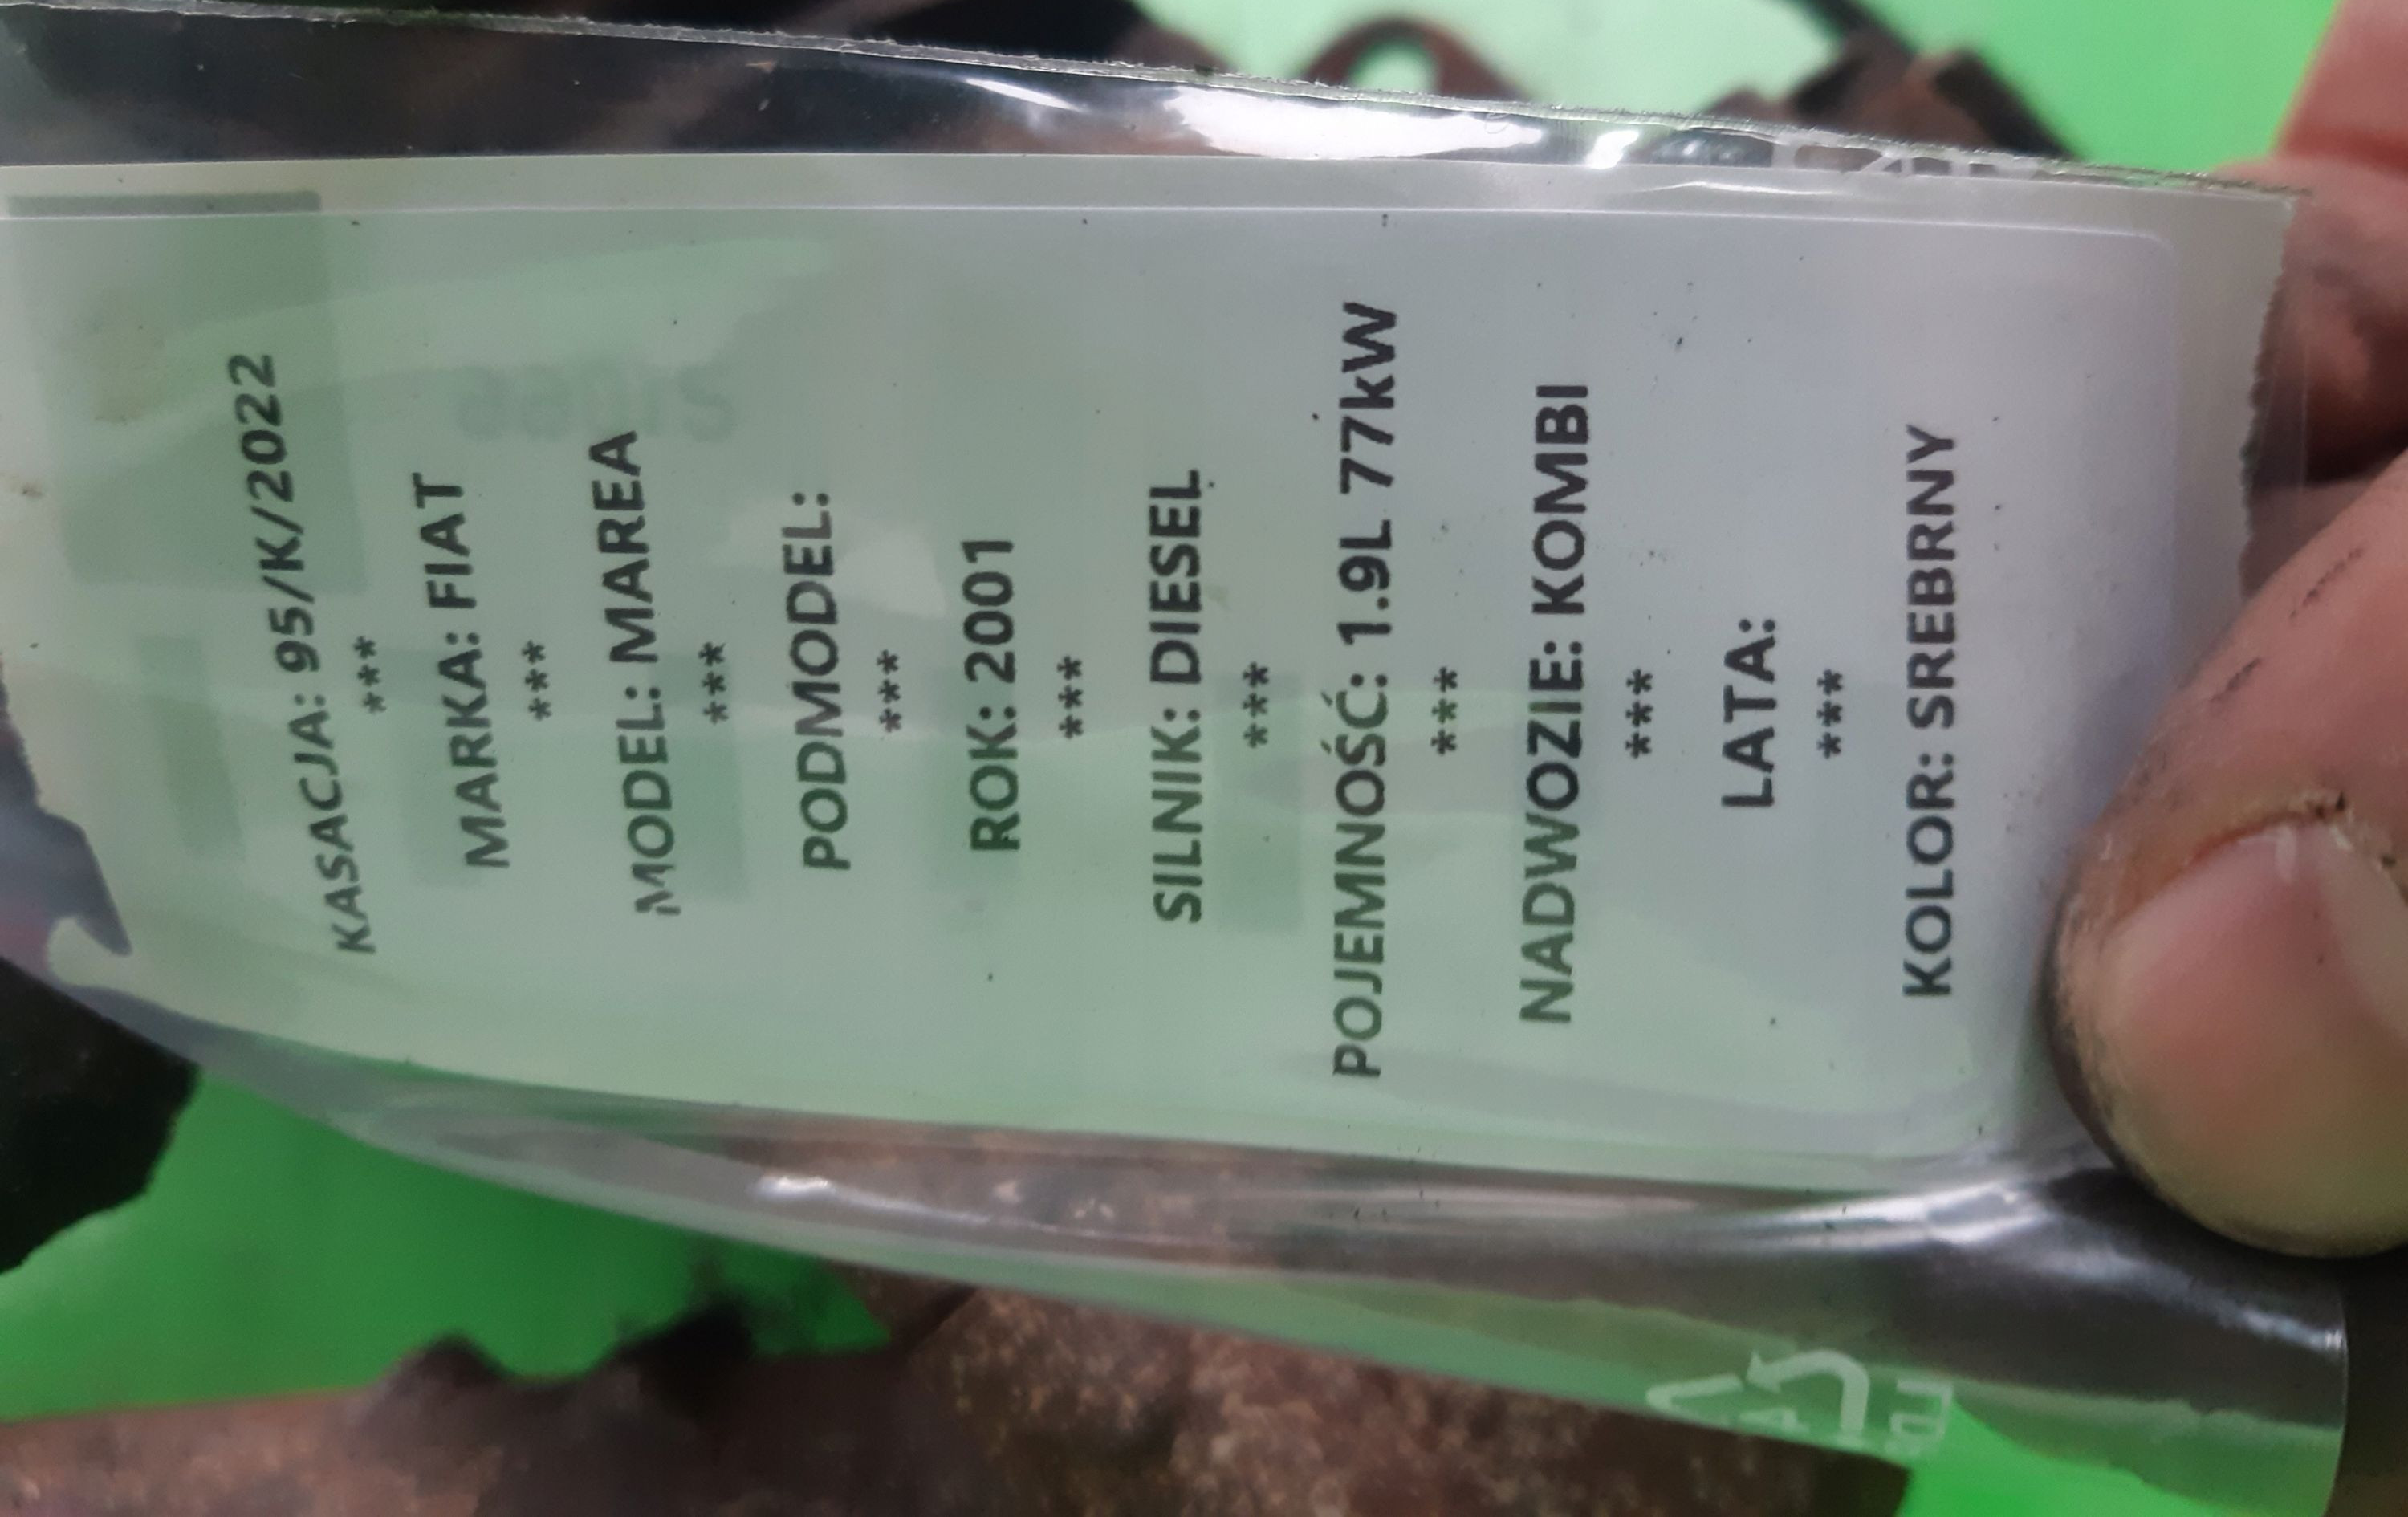 KASACJA: 95/K/2022
***
MARKA: FIAT
***
MODEL: MAREA
***
PODMODEL:
***
ROK: 2001
***
SILNIK: DIESEL
***
POJEMNOŚĆ: 1.9L 77kW
***
NADWOZIE: KOMBI
***
LATA:
***
KOLOR: SREBRNY